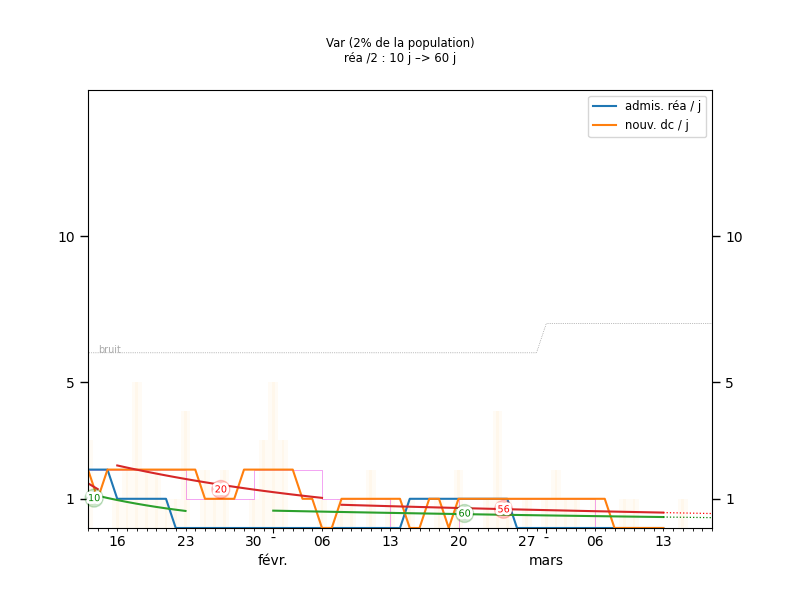 Var (2% de la population)
réa /2 : 10 j –> 60 j
admis. réa / j
nouv. dc / j
10 10
bruit
5 5
1 1
10 20 60 56
16 23 30 - 06 13 20 27 - 06 13
févr. mars